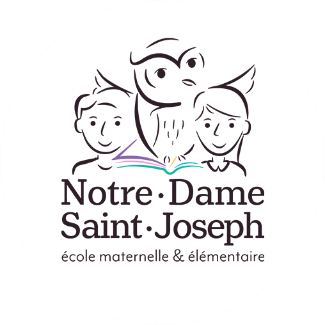 Notre·Dame
Saint·Joseph
école maternelle & élémentaire